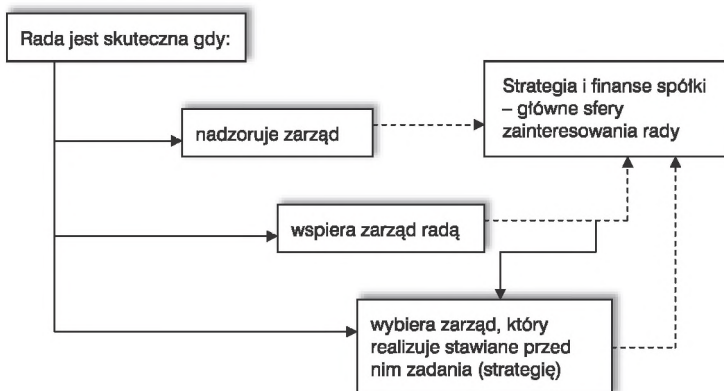 Rada jest skuteczna gdy:
Strategia i finanse spółki
– główne sfery
zainteresowania rady
nadzoruje zarząd
wspiera zarząd radą
wybiera zarząd, który
realizuje stawiane przed
nim zadania (strategię)